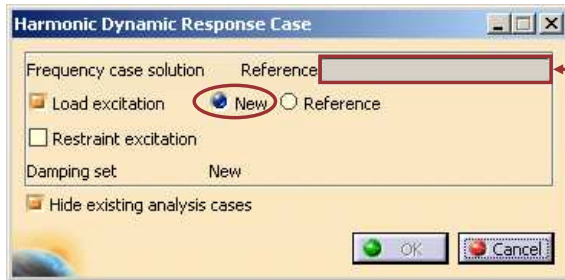 Harmonic Dynamic Response Case
Frequency case solution Reference
Load excitation New Reference
Restraint excitation
Damping set New
Hide existing analysis cases
OK Cancel